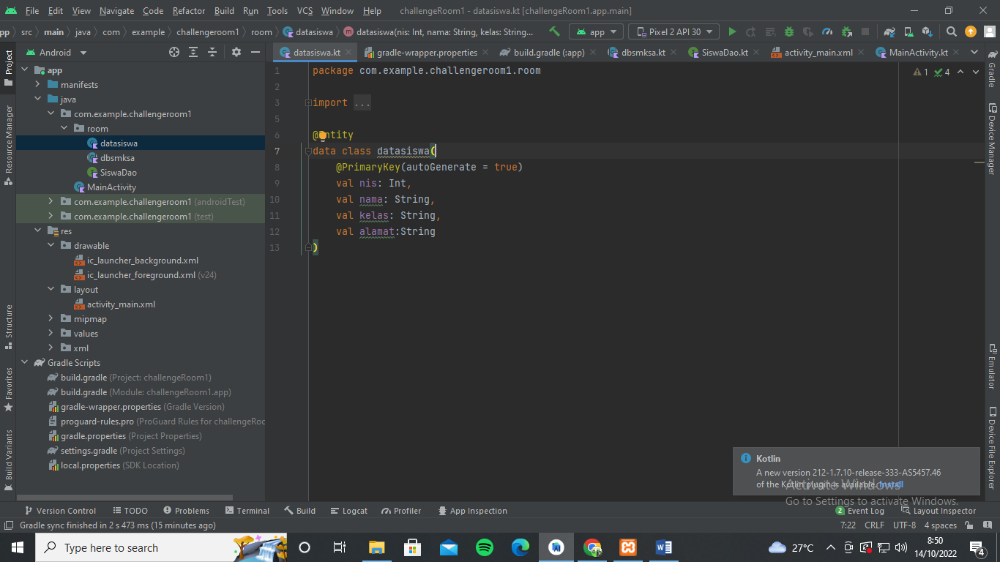 File Edit View Navigate Code Refactor Build Run Tools VCS Window Help challengeRoom1 - datasiswa.kt [challengeRoom1.app.main]
pp src main java com example challengeroom1 room datasiswa datasiswa(nis: Int, nama: String, kelas: String... app Pixel 2 API 30
Android
datasiswa.kt gradle-wrapper.properties build.gradle (:app) dbsmksa.kt SiswaDao.kt activity_main.xml MainActivity.kt
Project
Resource Manager
Structure
Favorites
Build Variants
app
manifests
java
com.example.challengeroom1
room
datasiswa
dbsmksa
SiswaDao
MainActivity
com.example.challengeroom1 (androidTest)
com.example.challengeroom1 (test)
res
drawable
ic_launcher_background.xml
ic_launcher_foreground.xml (v24)
layout
activity_main.xml
mipmap
values
xml
Gradle Scripts
build.gradle (Project: challengeRoom1)
build.gradle (Module: challengeRoom1.app)
gradle-wrapper.properties (Gradle Version)
proguard-rules.pro (ProGuard Rules for challengeRoo
gradle.properties (Project Properties)
settings.gradle (Project Settings)
local.properties (SDK Location)
1 package com.example.challengeroom1.room
2
3 import ...
5
6 @Entity
7 data class datasiswa(
8 @PrimaryKey(autoGenerate = true)
9 val nis: Int,
10 val nama: String,
11 val kelas: String,
12 val alamat:String
13 )
1 4
Gradle
Device Manager
Emulator
Device File Explorer
Kotlin
A new version 212-1.7.10-release-333-AS5457.46
of the Kotlin plugin is available. Install
Activate Windows
Go to Settings to activate Windows.
Version Control TODO Problems Terminal Build Logcat Profiler App Inspection 2 Event Log Layout Inspector
Gradle sync finished in 2 s 473 ms (15 minutes ago) 7:22 CRLF UTF-8 4 spaces
Type here to search 27°C 8:50
14/10/2022 4